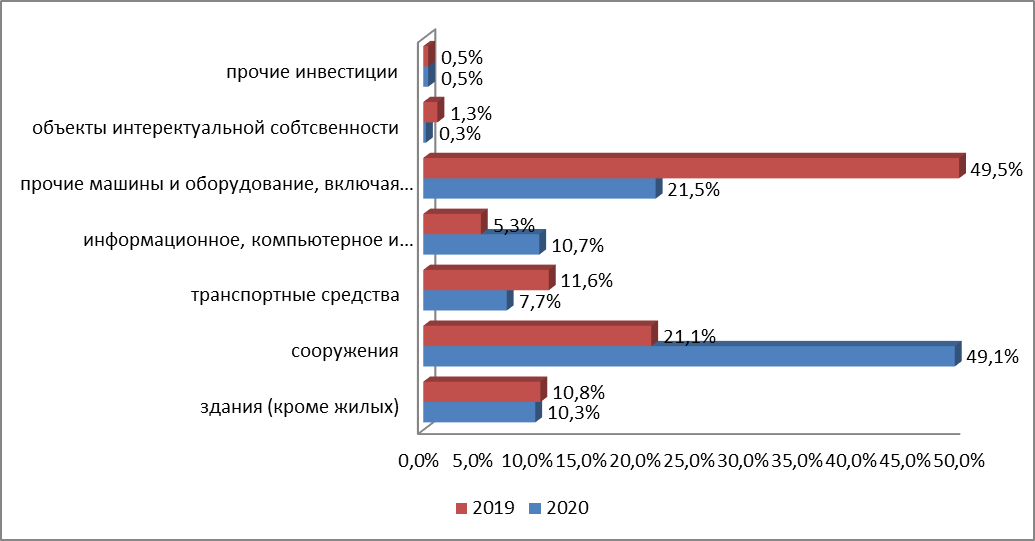 прочие инвестиции
0,5%
0,5%
объекты интеректуальной собтсвенности
1,3%
0,3%
прочие машины и оборудование, включая...
49,5%
21,5%
информационное, компьютерное и...
5,3%
10,7%
транспортные средства
11,6%
7,7%
сооружения
21,1%
49,1%
здания (кроме жилых)
10,8%
10,3%
0,0% 5,0% 10,0% 15,0% 20,0% 25,0% 30,0% 35,0% 40,0% 45,0% 50,0%
2019 2020